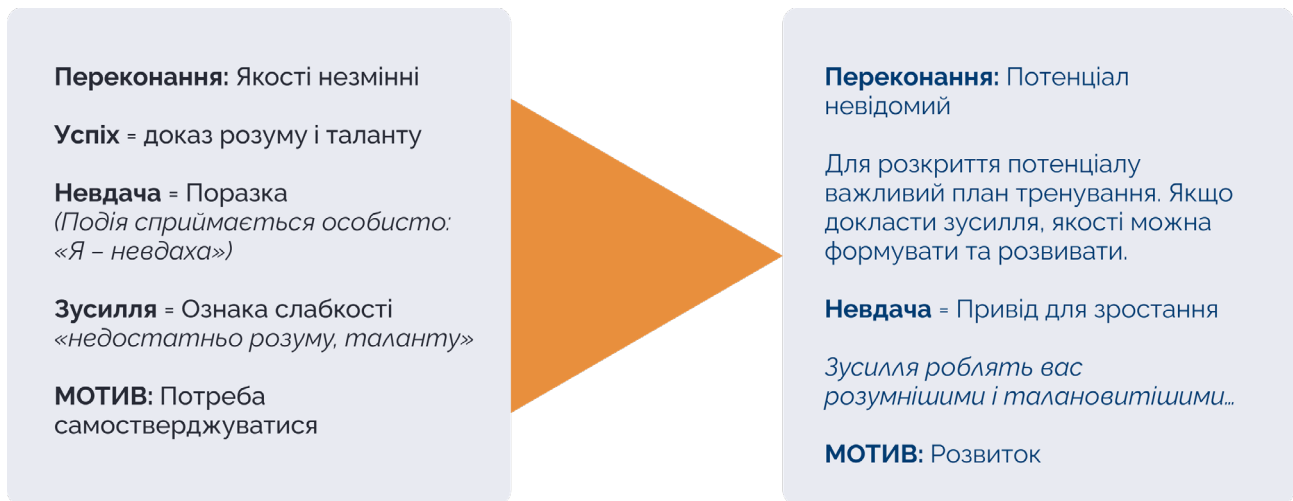 Переконання: Якості незмінні
Успіх = доказ розуму і таланту
Невдача = Поразка
(Подія сприймається особисто:
«Я – невдаха»)
Зусилля = Ознака слабкості
«недостатньо розуму, таланту»
МОТИВ: Потреба
самостверджуватися
Переконання: Потенціал
невідомий
Для розкриття потенціалу
важливий план тренування. Якщо
докласти зусилля, якості можна
формувати та розвивати.
Невдача = Привід для зростання
Зусилля роблять вас
розумнішими і талановитішими…
МОТИВ: Розвиток